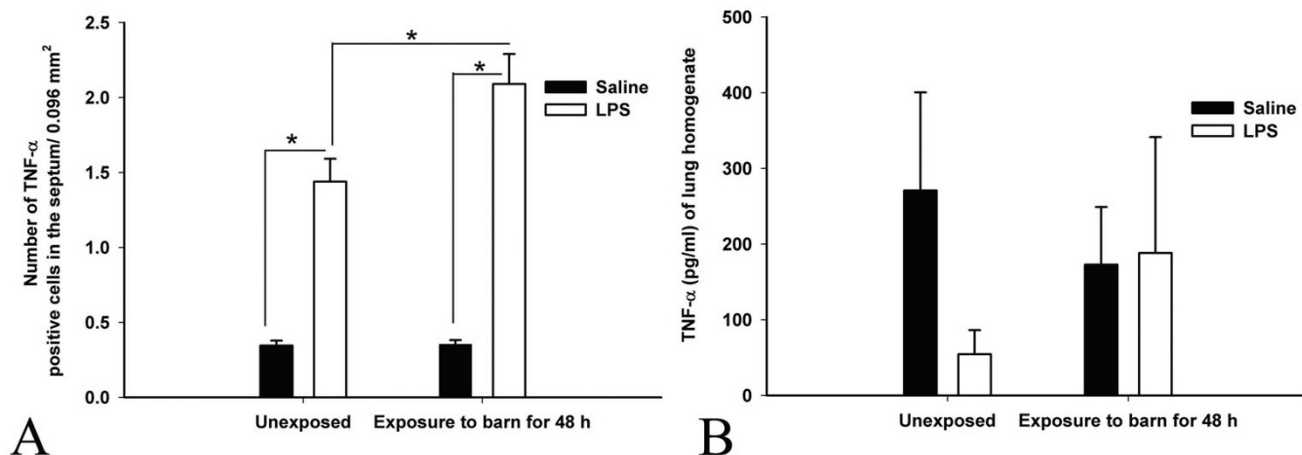 2.5
2.0
1.5
1.0
0.5
0.0
Number of TNF-α
positive cells in the septum/ 0.096 mm²
*
*
*
Saline
LPS
Unexposed
Exposure to barn for 48 h
A
500
400
300
200
100
0
TNF-α (pg/ml) of lung homogenate
Saline
LPS
Unexposed
Exposure to barn for 48 h
B